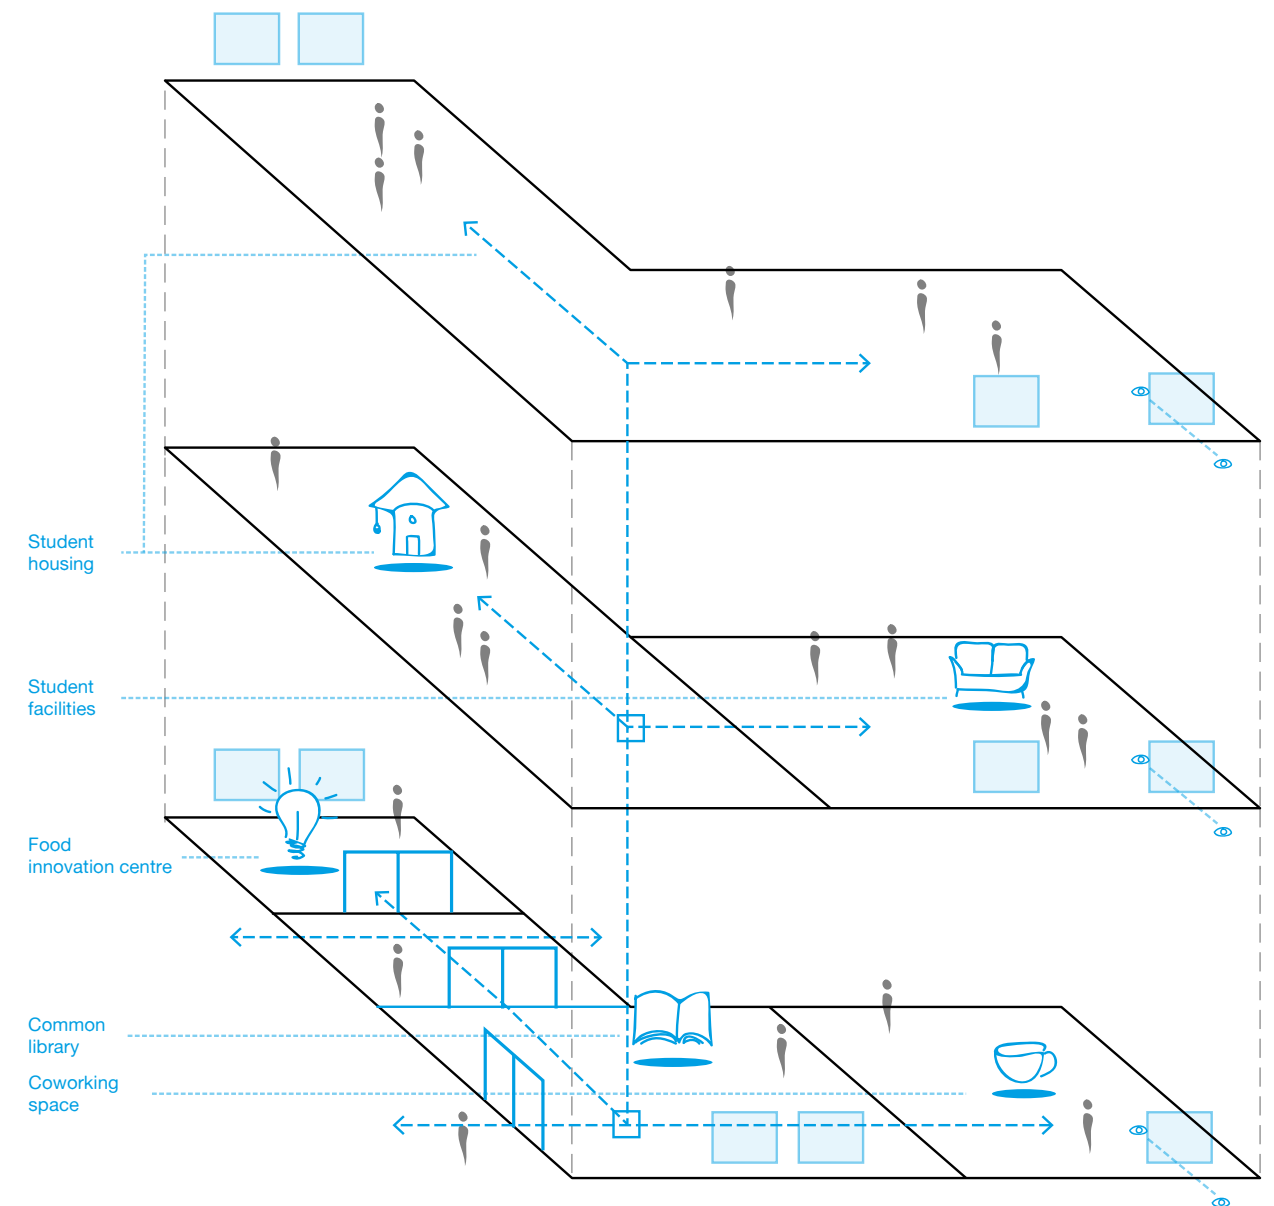 Student
housing
Student
facilities
Food
innovation centre
Common
library
Coworking
space